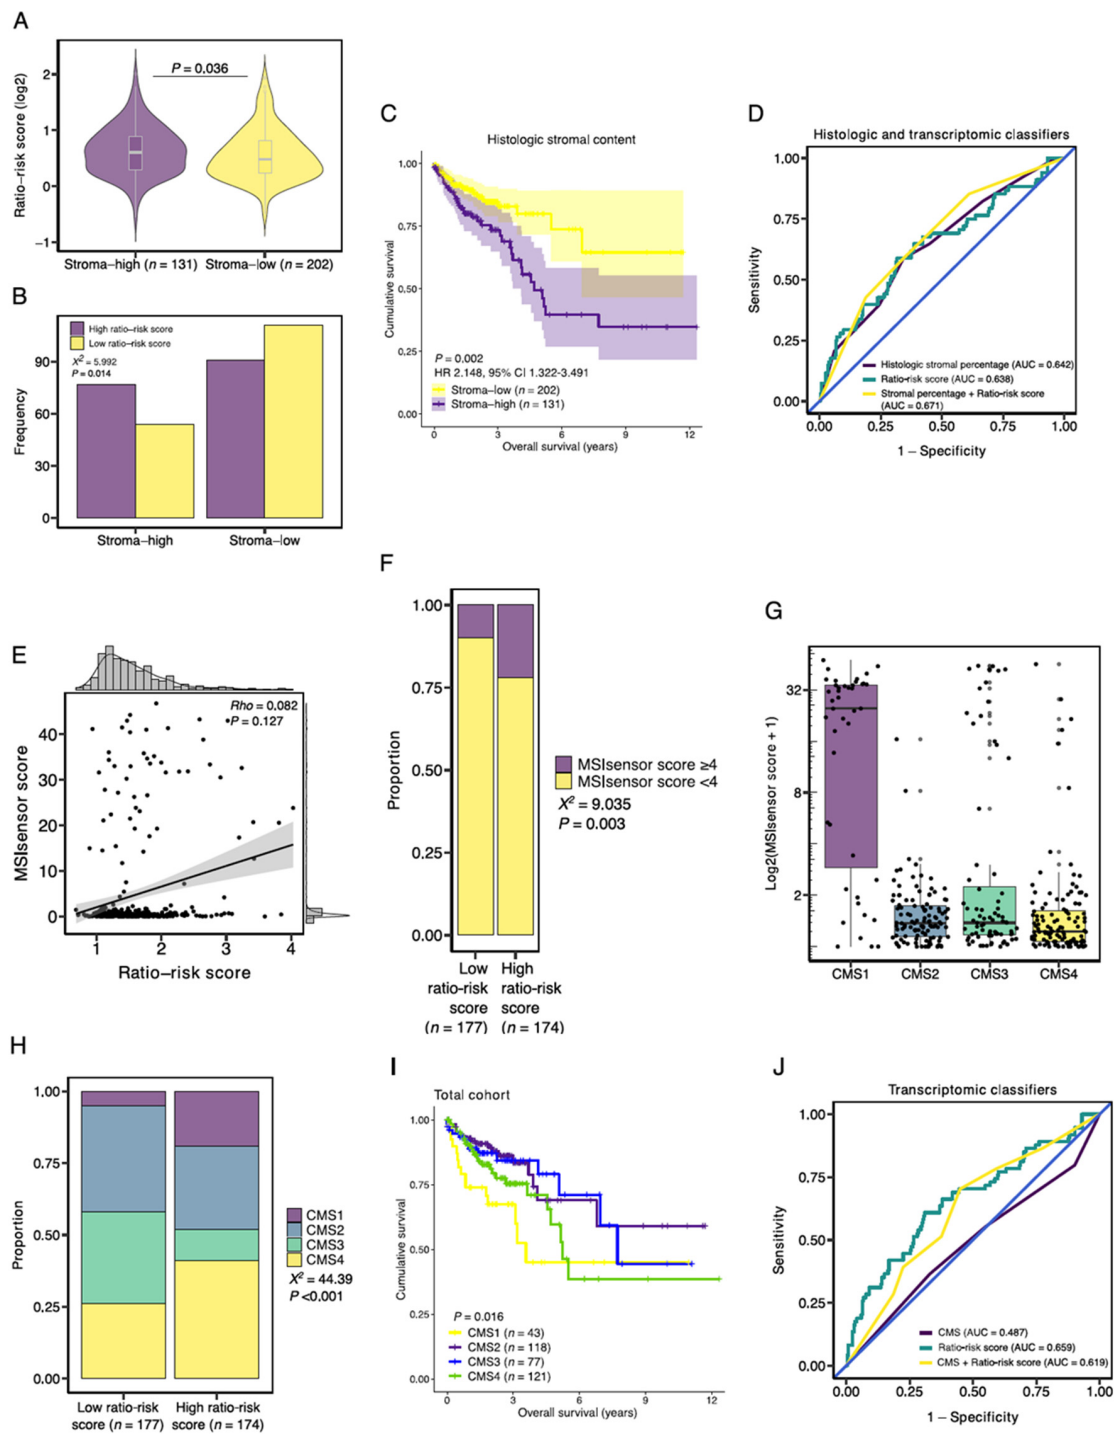 A
Ratio−risk score (log2)
2
1
0
−1
P = 0.036
Stroma−high (n = 131) Stroma−low (n = 202)
B
Frequency
90
60
30
0
High ratio−risk score
Low ratio−risk score
X² = 5.992
P = 0.014
Stroma−high Stroma−low
C
Histologic stromal content
Cumulative survival
1.00
0.75
0.50
0.25
0.00
P = 0.002
HR 2.148, 95% CI 1.322-3.491
Stroma−low (n = 202)
Stroma−high (n = 131)
0 3 6 9 12
Overall survival (years)
D
Histologic and transcriptomic classifiers
Sensitivity
1.00
0.75
0.50
0.25
0.00
Histologic stromal percentage (AUC = 0.642)
Ratio−risk score (AUC = 0.638)
Stromal percentage + Ratio−risk score
(AUC = 0.671)
0.00 0.25 0.50 0.75 1.00
1 − Specificity
E
MSIsensor score
40
30
20
10
0
Rho = 0.082
P = 0.127
1 2 3 4
Ratio−risk score
F
Proportion
1.00
0.75
0.50
0.25
0.00
MSIsensor score ≥4
MSIsensor score <4
X² = 9.035
P = 0.003
Low High
ratio-risk ratio-risk
score score
(n = 177) (n = 174)
G
Log2(MSIsensor score + 1)
32
8
2
CMS1 CMS2 CMS3 CMS4
H
Proportion
1.00
0.75
0.50
0.25
0.00
CMS1
CMS2
CMS3
CMS4
X² = 44.39
P <0.001
Low ratio-risk High ratio-risk
score (n = 177) score (n = 174)
I
Total cohort
Cumulative survival
1.00
0.75
0.50
0.25
0.00
P = 0.016
CMS1 (n = 43)
CMS2 (n = 118)
CMS3 (n = 77)
CMS4 (n = 121)
0 3 6 9 12
Overall survival (years)
J
Transcriptomic classifiers
Sensitivity
1.00
0.75
0.50
0.25
0.00
CMS (AUC = 0.487)
Ratio-risk score (AUC = 0.659)
CMS + Ratio-risk score (AUC = 0.619)
0.00 0.25 0.50 0.75 1.00
1 − Specificity